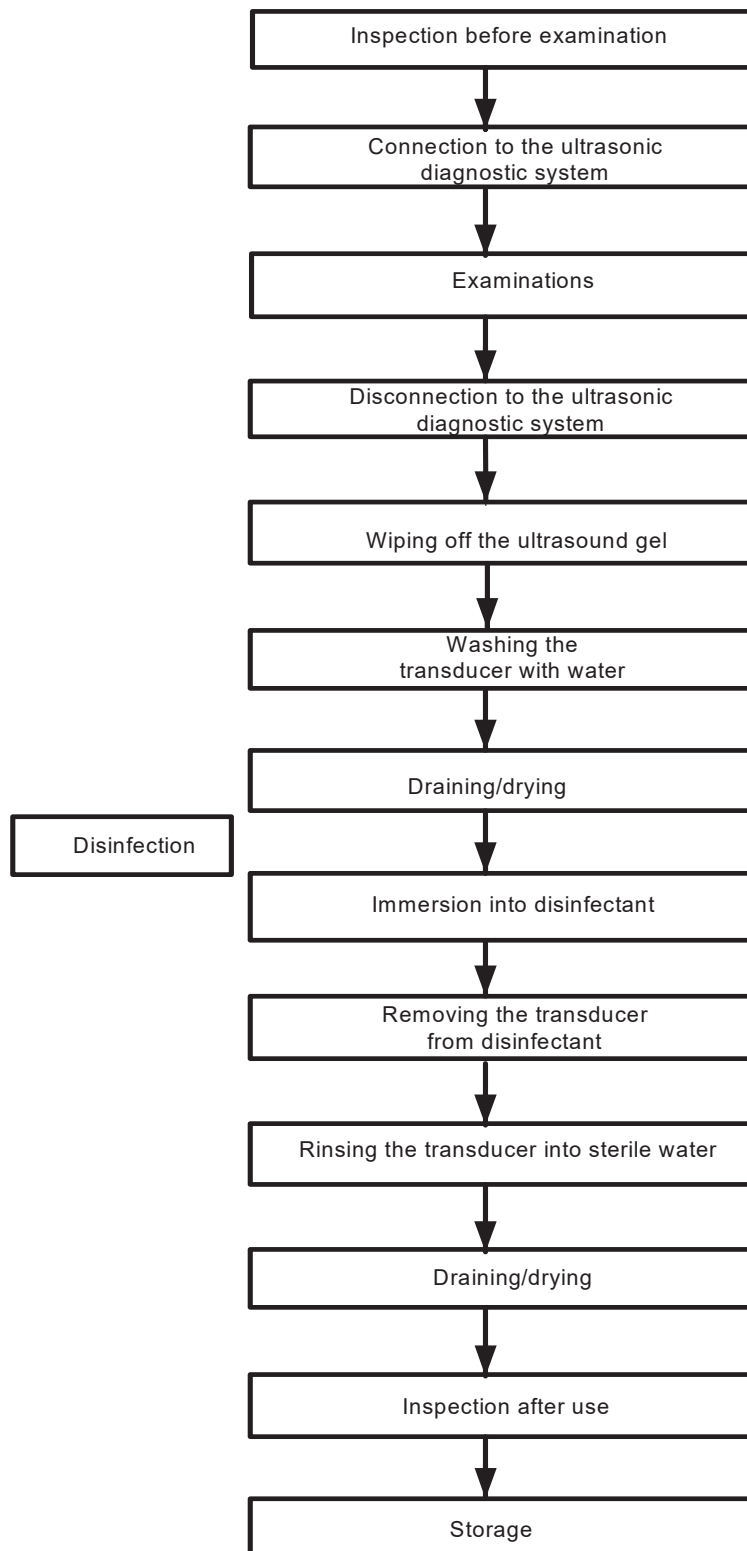 Inspection before examination
Connection to the ultrasonic
diagnostic system
Examinations
Disconnection to the ultrasonic
diagnostic system
Wiping off the ultrasound gel
Washing the
transducer with water
Draining/drying
Disinfection
Immersion into disinfectant
Removing the transducer
from disinfectant
Rinsing the transducer into sterile water
Draining/drying
Inspection after use
Storage